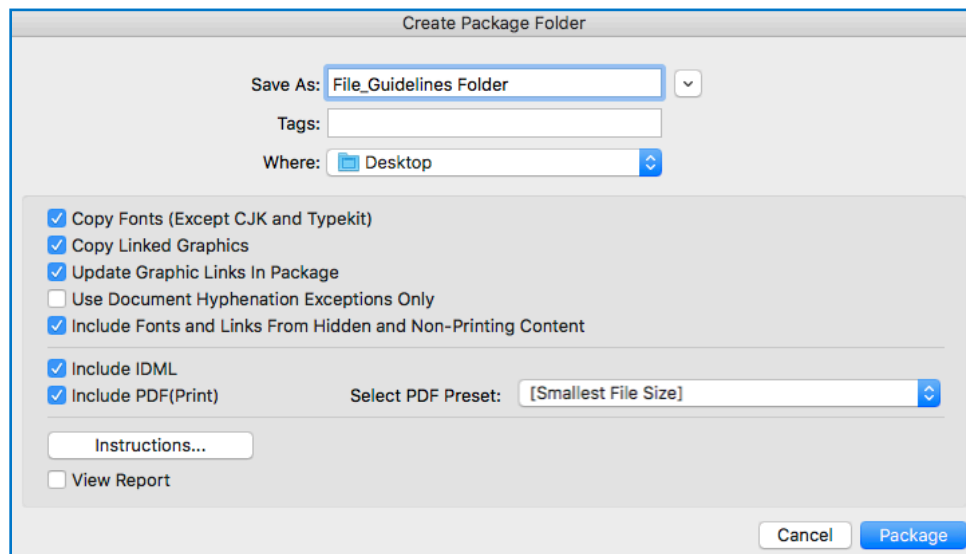 Create Package Folder
Save As: File_Guidelines Folder
Tags:
Where: Desktop
Copy Fonts (Except CJK and Typekit)
Copy Linked Graphics
Update Graphic Links In Package
Use Document Hyphenation Exceptions Only
Include Fonts and Links From Hidden and Non-Printing Content
Include IDML
Include PDF(Print) Select PDF Preset: [Smallest File Size]
Instructions...
View Report
Cancel Package